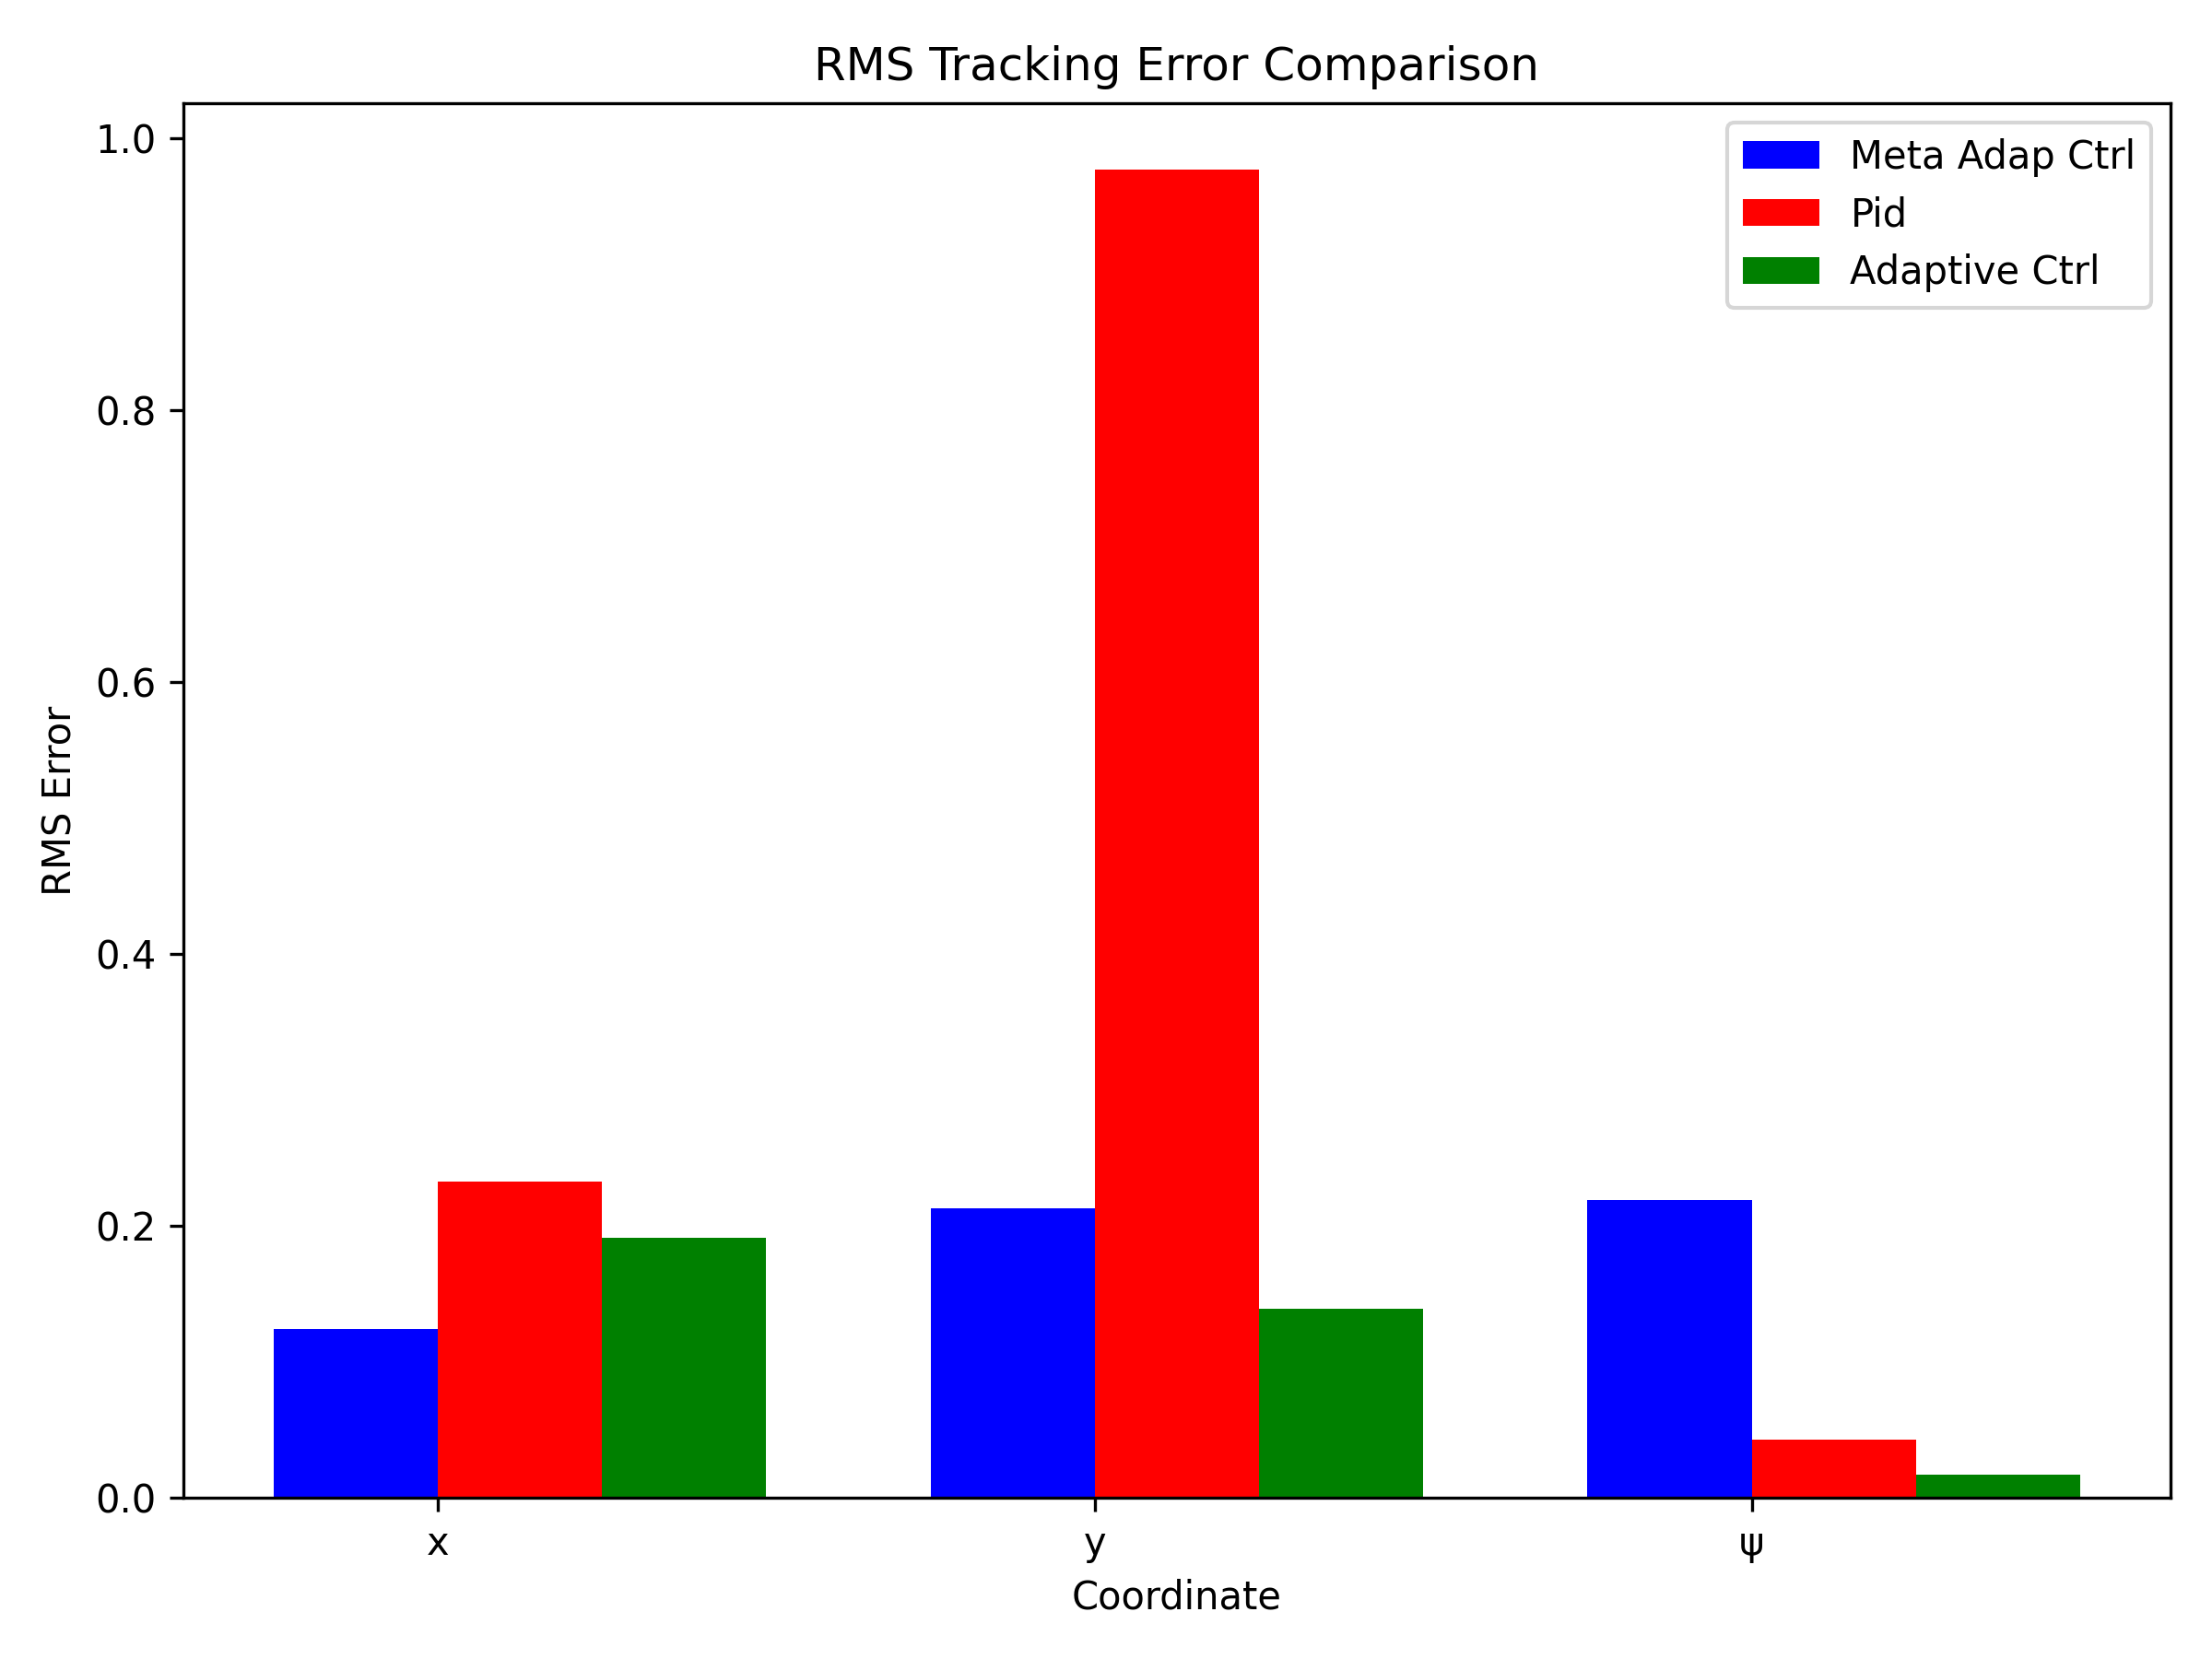 RMS Tracking Error Comparison
Meta Adap Ctrl
Pid
Adaptive Ctrl
RMS Error
1.0
0.8
0.6
0.4
0.2
0.0
x
y
ψ
Coordinate